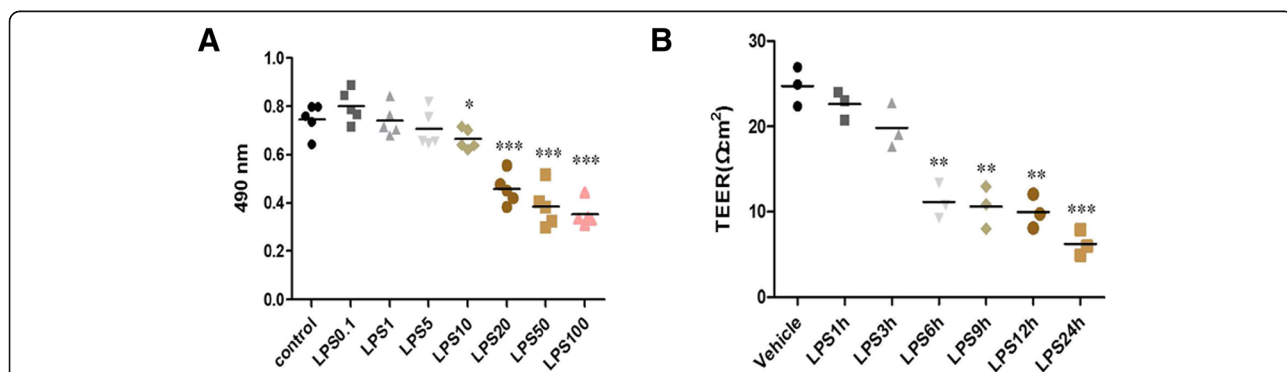 A
B
490 nm
1.0
0.8
0.6
0.4
0.2
0.0
*
***
***
***
control
LPS0.1
LPS1
LPS5
LPS10
LPS20
LPS50
LPS100
TEER(Ωcm²)
30
20
10
0
**
**
**
***
Vehicle
LPS1h
LPS3h
LPS6h
LPS9h
LPS12h
LPS24h